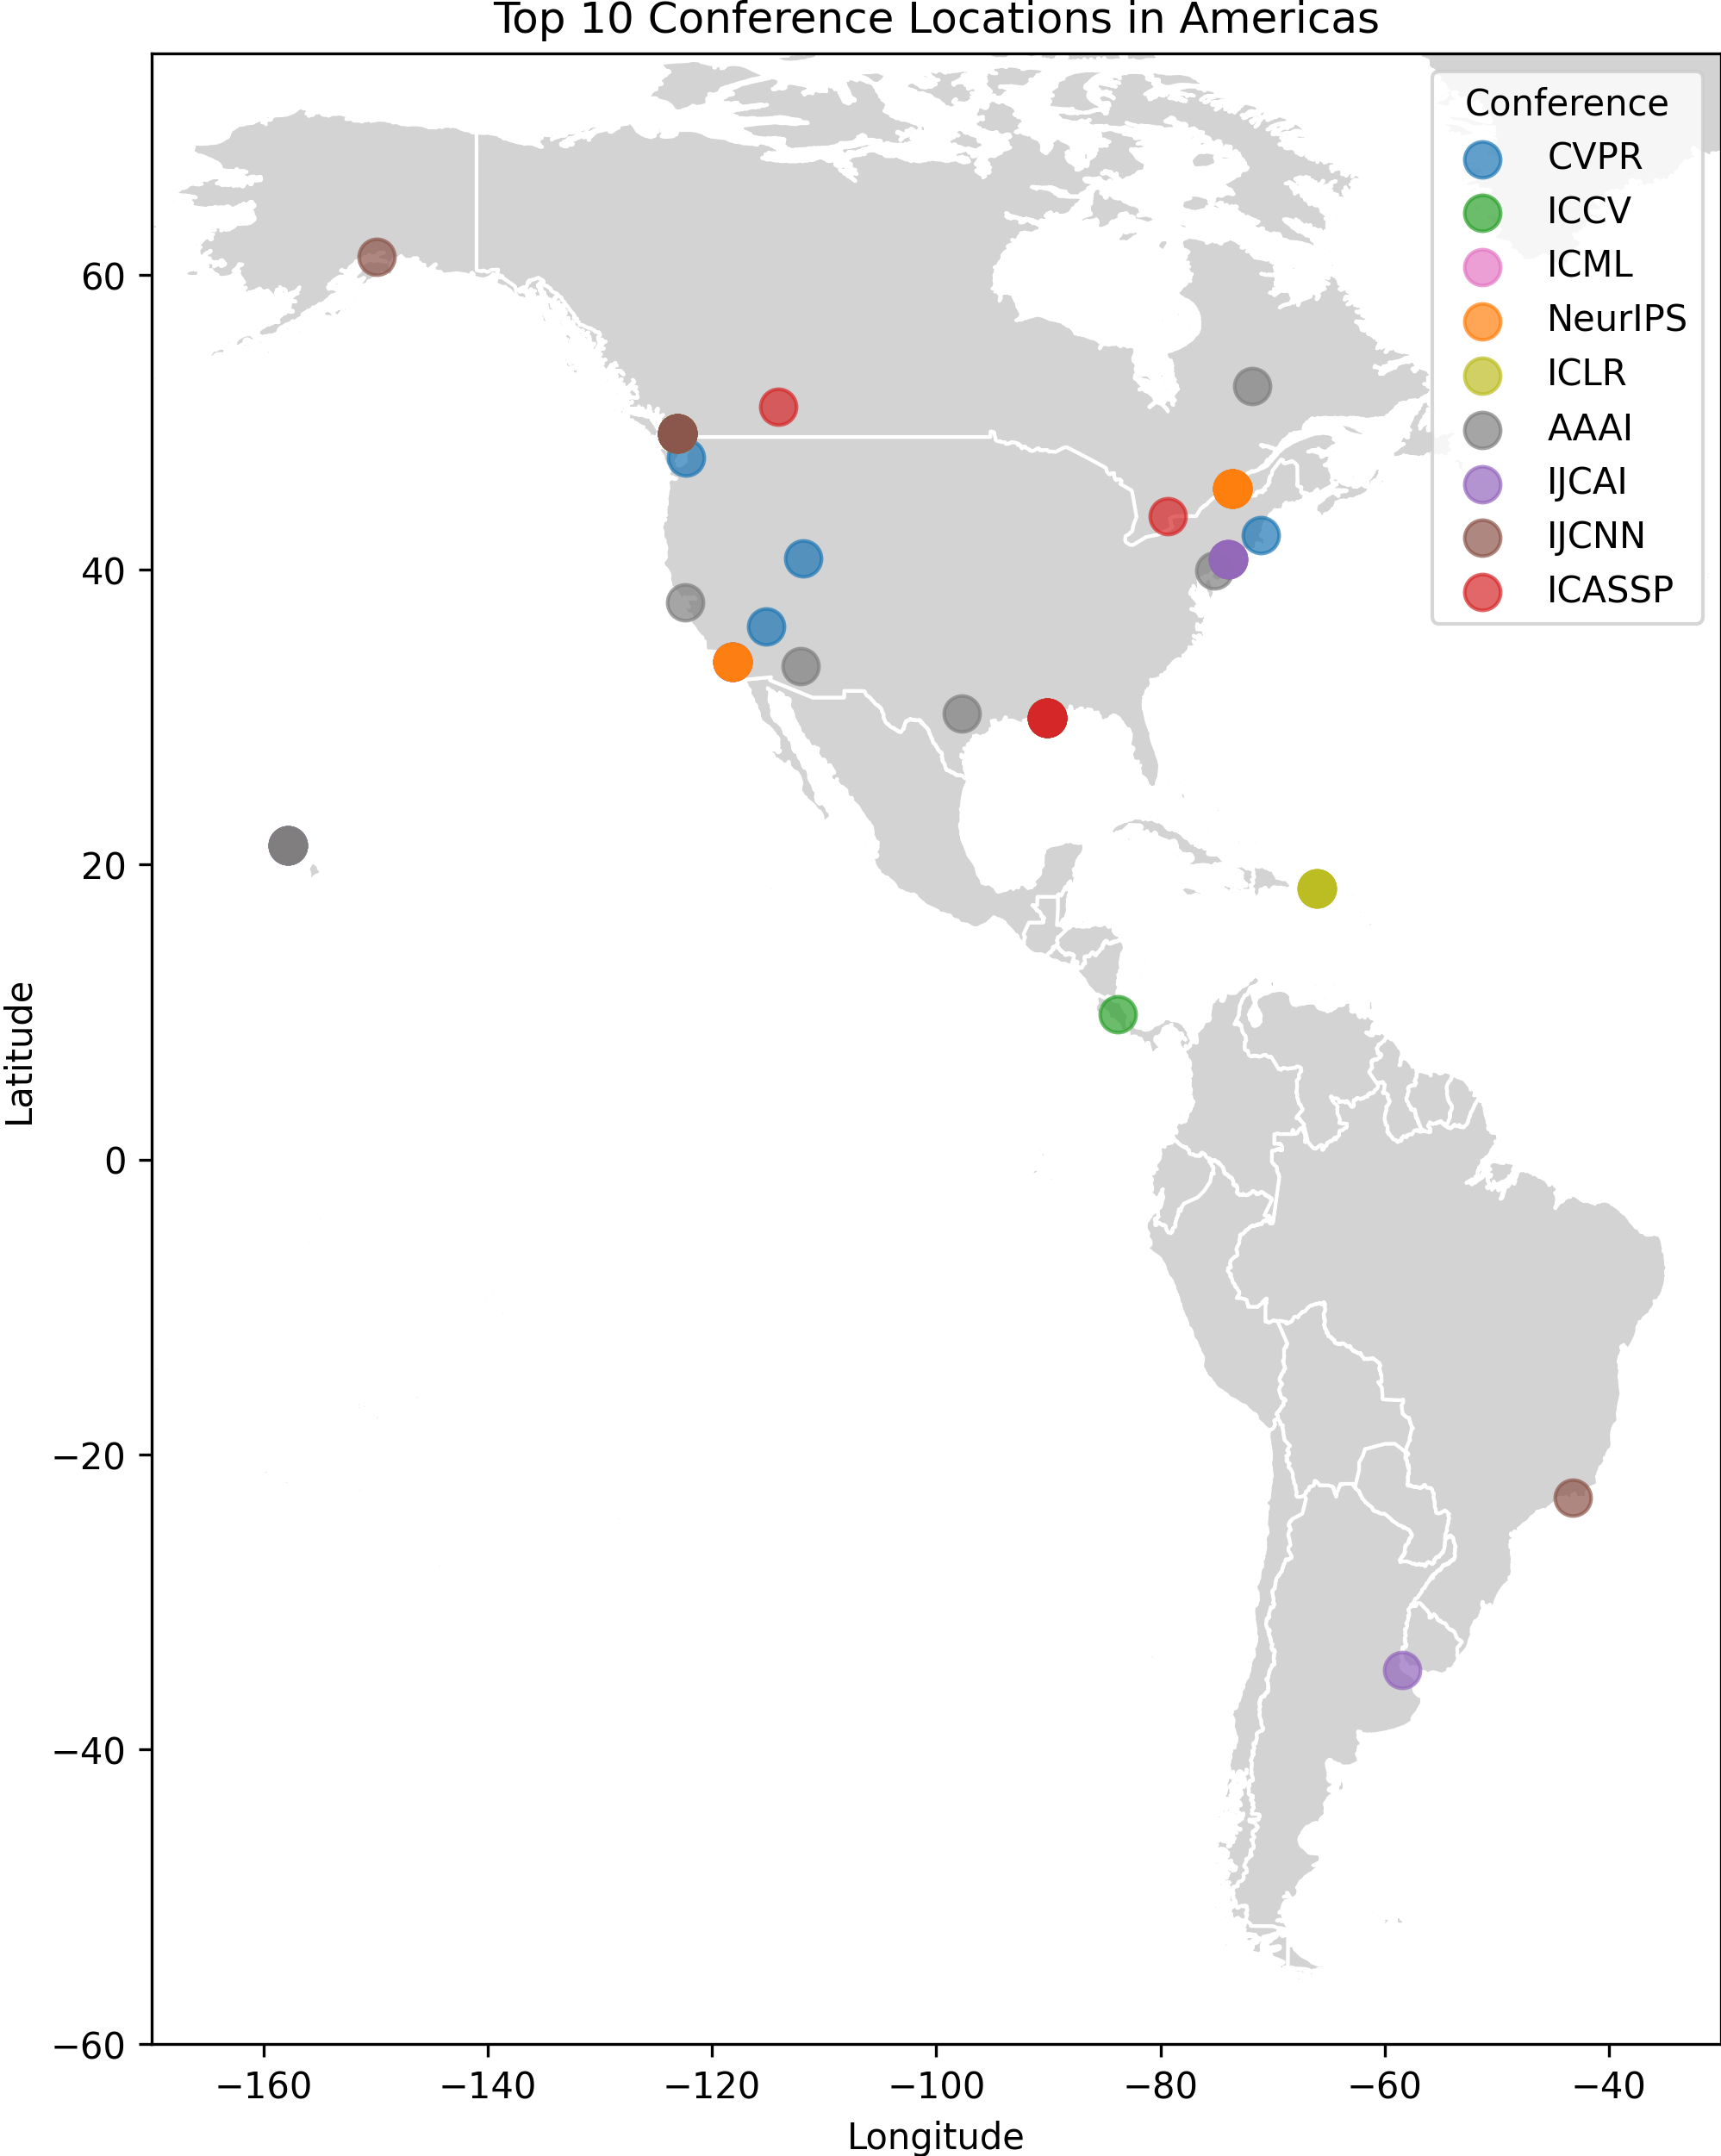 Top 10 Conference Locations in Americas
Conference
CVPR
ICCV
ICML
NeurIPS
ICLR
AAAI
IJCAI
IJCNN
ICASSP
60
40
20
0
−20
−40
−60
Latitude
−160 −140 −120 −100 −80 −60 −40
Longitude